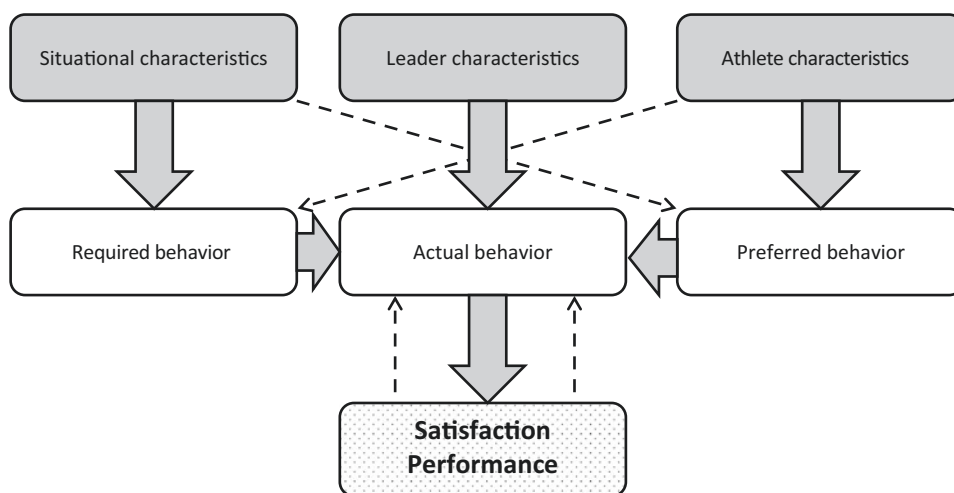 Situational characteristics
Leader characteristics
Athlete characteristics
Required behavior
Actual behavior
Preferred behavior
Satisfaction
Performance